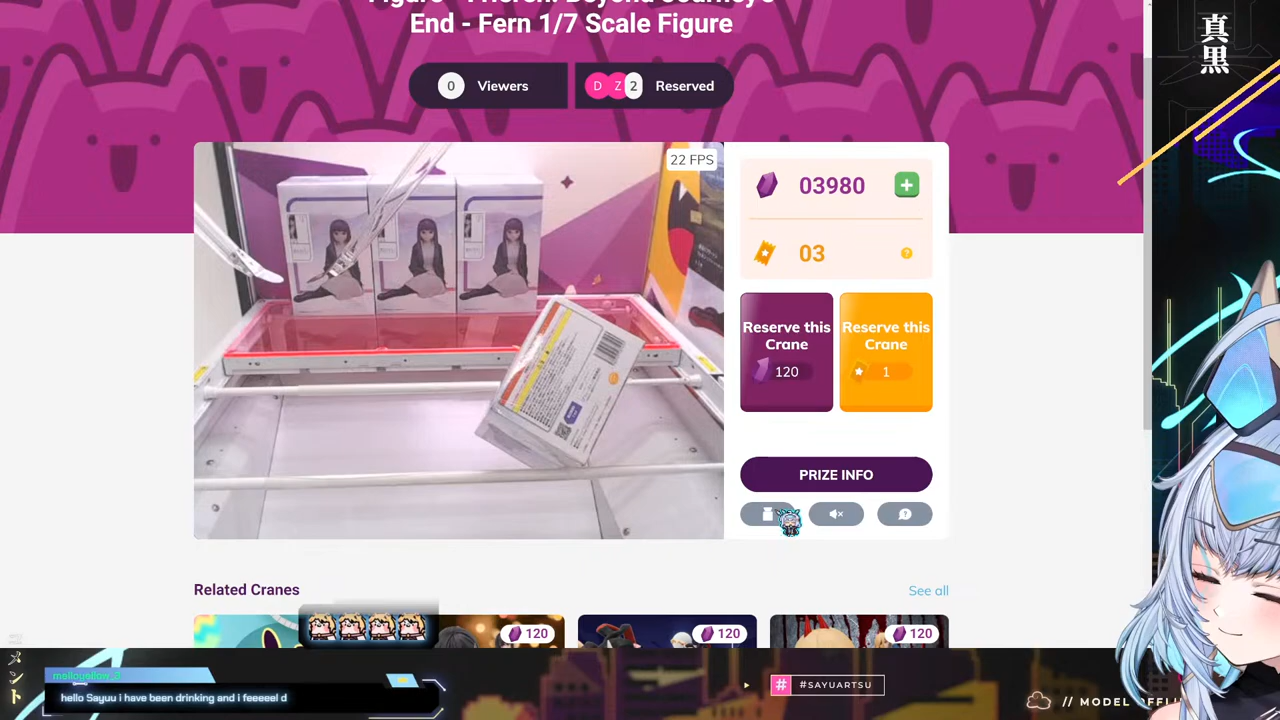 End - Fern 1/7 Scale Figure
0 Viewers
D Z 2 Reserved
22 FPS
03980
03
Reserve this
Crane
120
Reserve this
Crane
1
PRIZE INFO
Related Cranes
See all
120
120
120
真黒
hello Sayuu i have been drinking and i feeeeel d
#SAYUARTSU
// MODEL